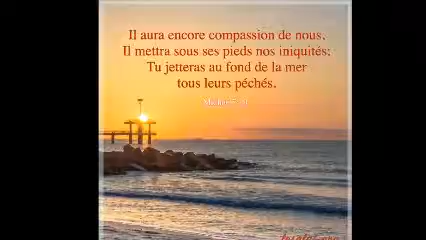 Il aura encore compassion de nous,
Il mettra sous ses pieds nos iniquités;
Tu jetteras au fond de la mer
tous leurs péchés.